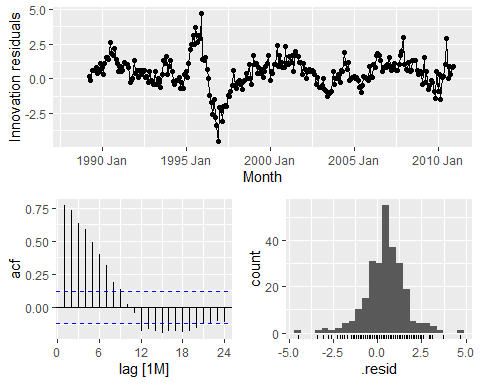 5.0
2.5
0.0
-2.5
Innovation residuals
1990 Jan 1995 Jan 2000 Jan 2005 Jan 2010 Jan
Month
0.75
0.50
0.25
0.00
acf
0 6 12 18 24
lag [1M]
40
20
0
count
-5.0 -2.5 0.0 2.5 5.0
.resid